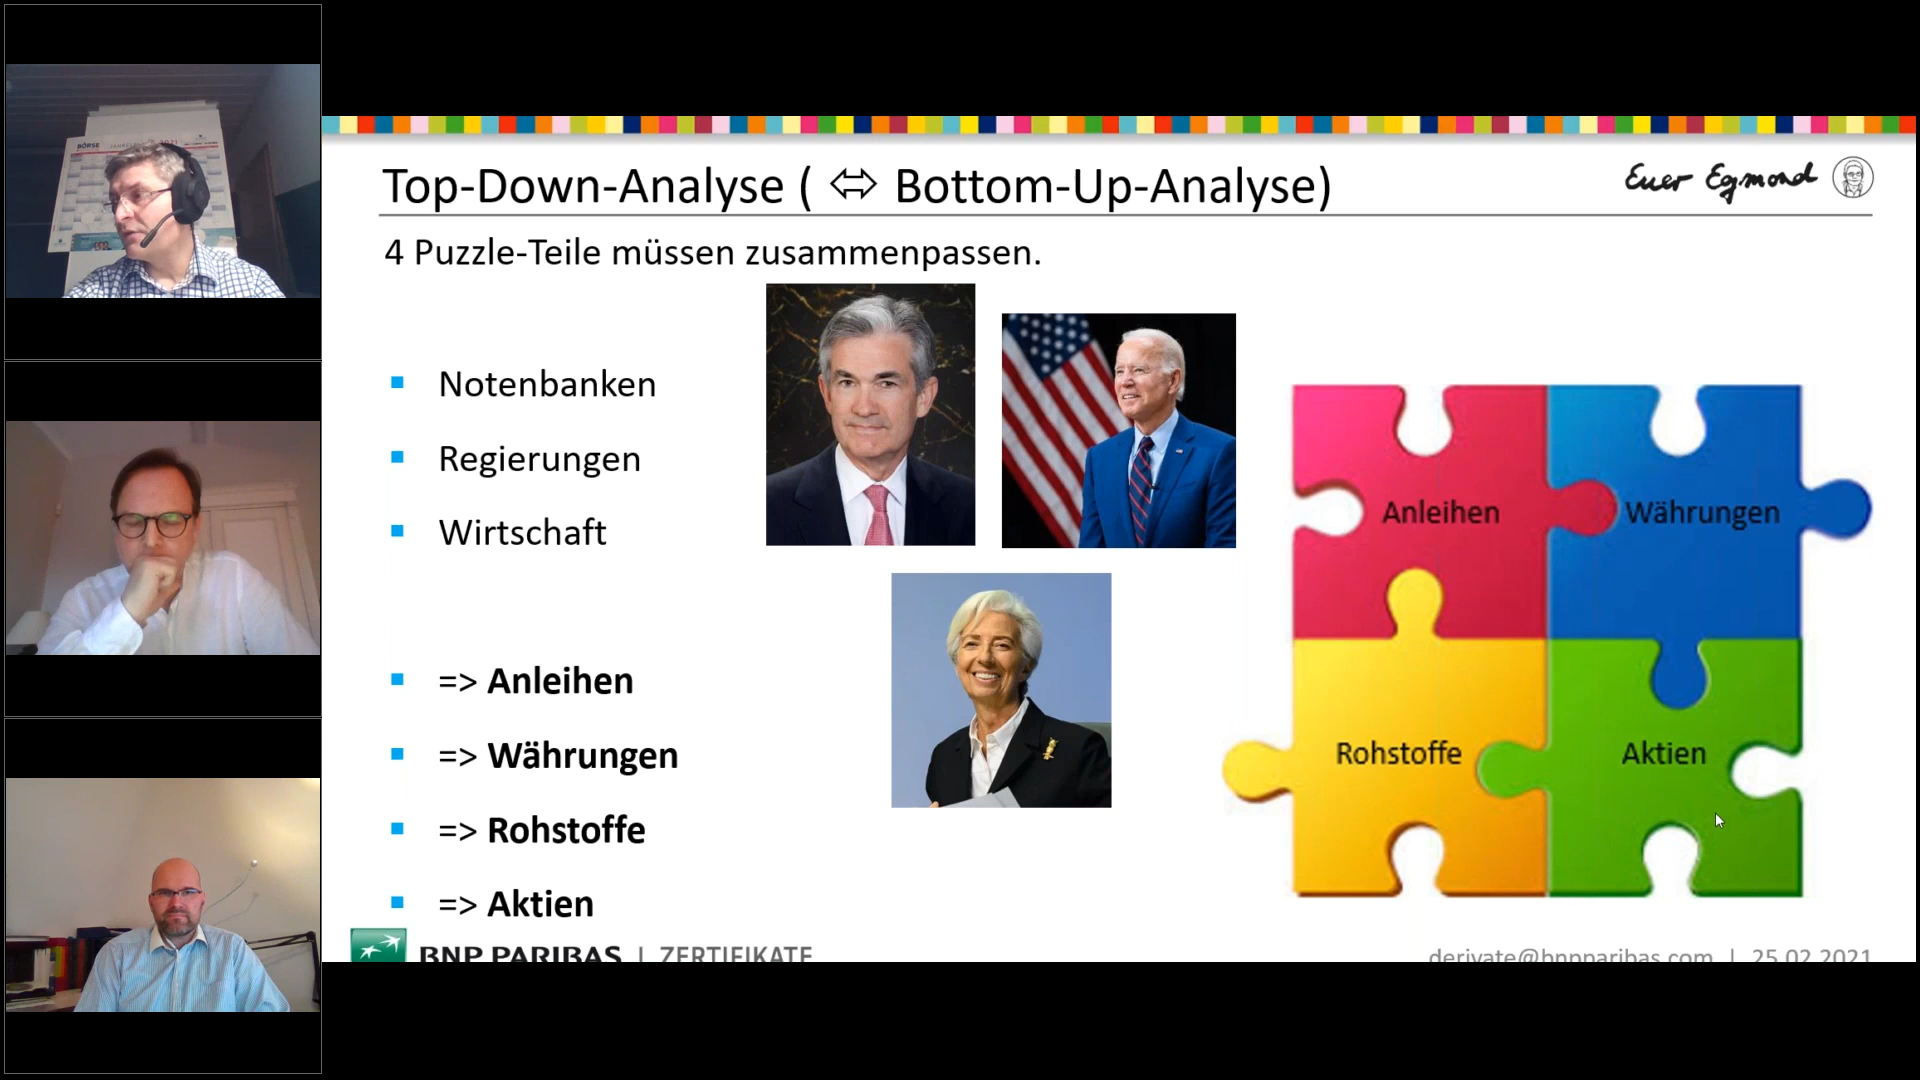 BÖRSE
Top-Down-Analyse ( ⇔ Bottom-Up-Analyse)
Euer Egmond
4 Puzzle-Teile müssen zusammenpassen.
Notenbanken
Regierungen
Wirtschaft
=> Anleihen
=> Währungen
=> Rohstoffe
=> Aktien
Anleihen
Währungen
Rohstoffe
Aktien
BNP PARIBAS | ZERTIFIKATE
derivate@bnpparibas.com | 25.02.2021